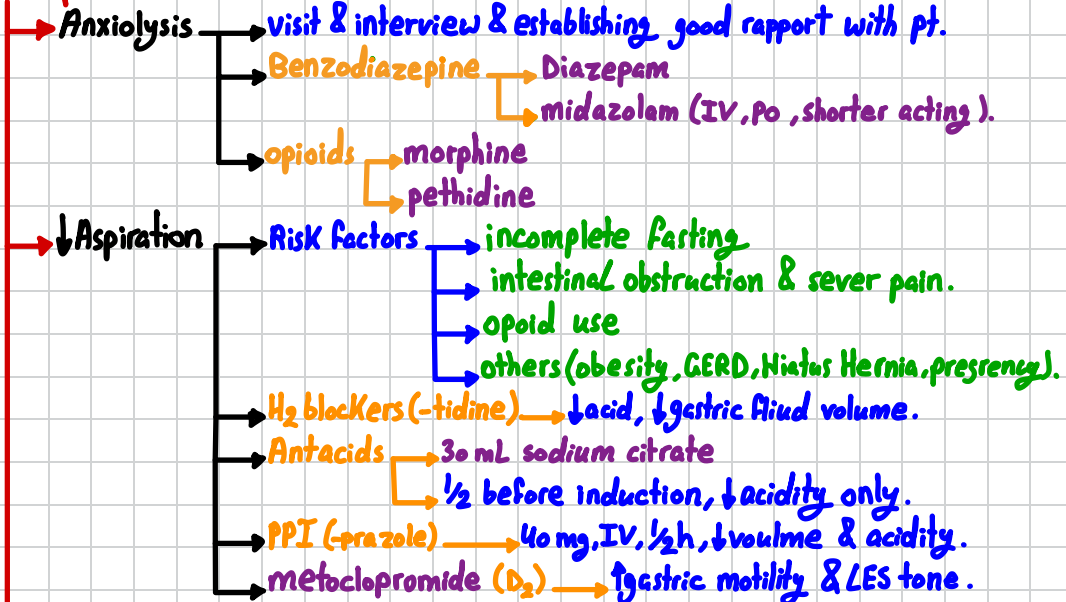 Anxiolysis visit & interview & establishing good rapport with pt.
Benzodiazepine Diazepam
midazolam (IV, PO, shorter acting).
opioids morphine
pethidine
↓Aspiration Risk factors incomplete fasting
intestinal obstruction & sever pain.
opoid use
others (obesity, GERD, Hiatus Hernia, pregrency).
H2 blockers (-tidine) ↓acid, ↓gastric fliud volume.
Antacids 30 mL sodium citrate
1/2 before induction, ↓acidity only.
PPI (-prazole) 40 mg, IV, 1/2h, ↓voulme & acidity.
metoclopromide (D2) ↑gastric motility & LES tone.